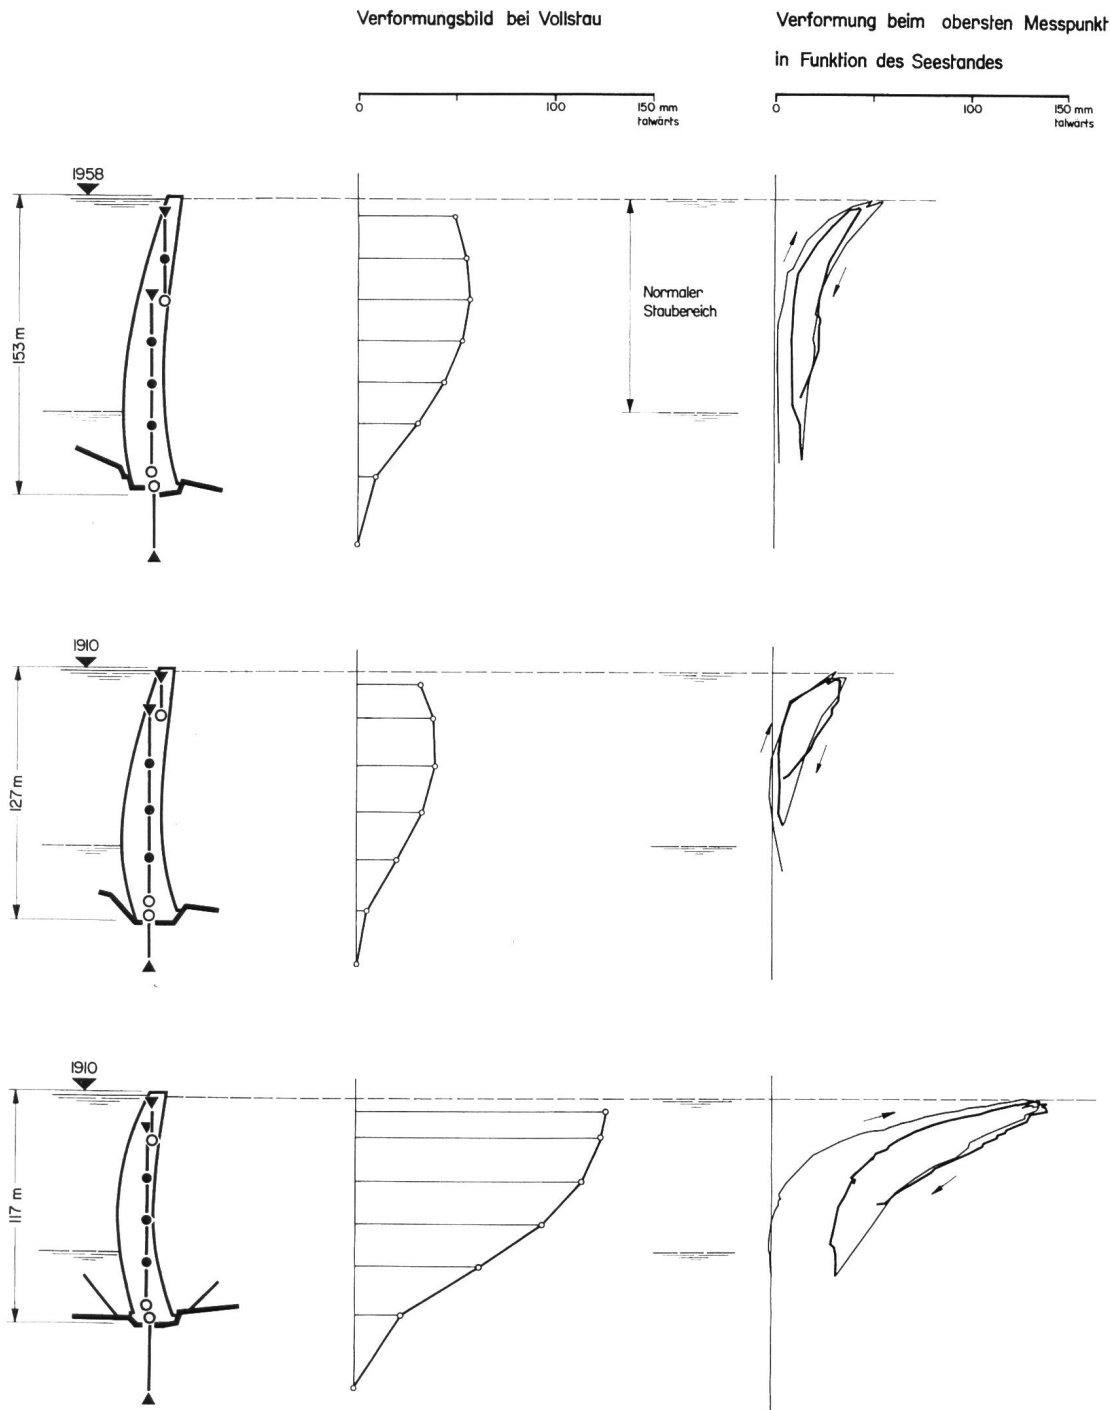 Verformungsbild bei Vollstau
Verformung beim obersten Messpunkt
in Funktion des Seestandes
0 100 150 mm
talwärts
0 100 150 mm
talwärts
1958
153 m
Normaler
Staubereich
1910
127 m
1910
117 m